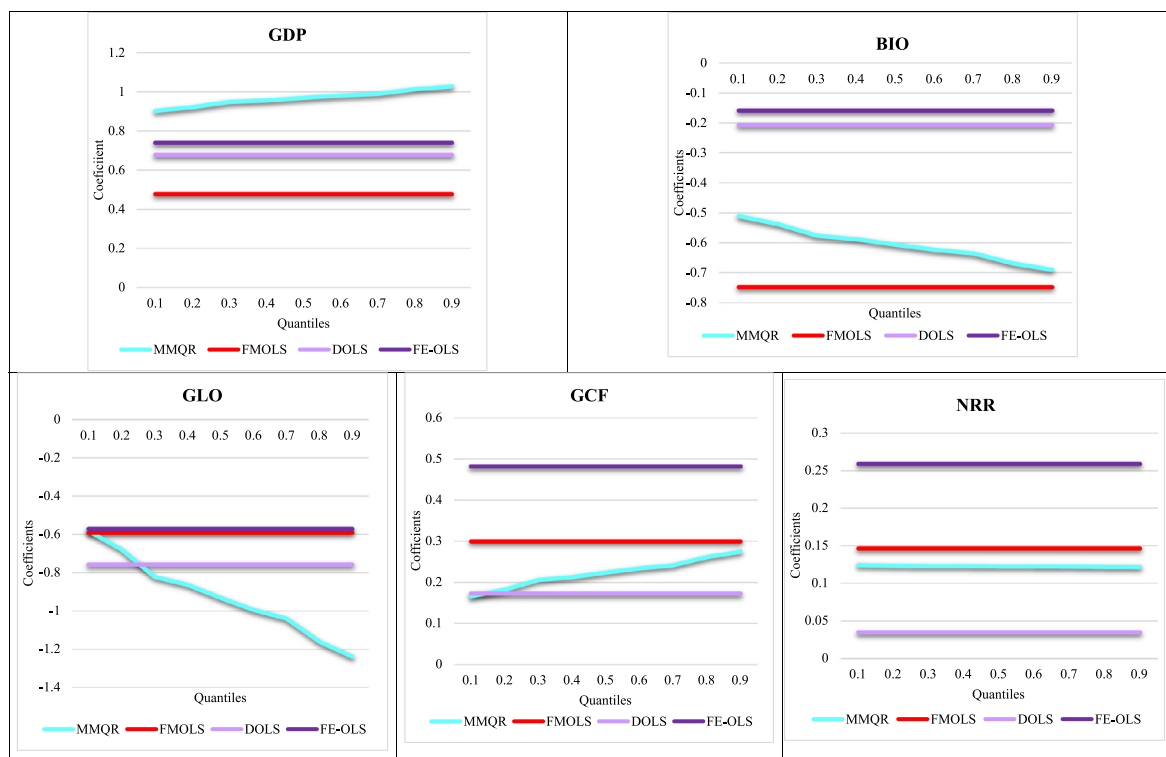 GDP
1.2
1
0.8
0.6
0.4
0.2
0
Coeficiient
0.1 0.2 0.3 0.4 0.5 0.6 0.7 0.8 0.9
Quantiles
MMQR FMOLS DOLS FE-OLS
BIO
0
0.1 0.2 0.3 0.4 0.5 0.6 0.7 0.8 0.9
-0.1
-0.2
-0.3
-0.4
-0.5
-0.6
-0.7
-0.8
Coefficients
Quantiles
MMQR FMOLS DOLS FE-OLS
GLO
0
0.1 0.2 0.3 0.4 0.5 0.6 0.7 0.8 0.9
-0.2
-0.4
-0.6
-0.8
-1
-1.2
-1.4
Coefficients
Quantiles
MMQR FMOLS DOLS FE-OLS
GCF
0.6
0.5
0.4
0.3
0.2
0.1
0
Coefficients
0.1 0.2 0.3 0.4 0.5 0.6 0.7 0.8 0.9
Quantiles
MMQR FMOLS DOLS FE-OLS
NRR
0.3
0.25
0.2
0.15
0.1
0.05
0
Coefficients
0.1 0.2 0.3 0.4 0.5 0.6 0.7 0.8 0.9
Quantiles
MMQR FMOLS DOLS FE-OLS